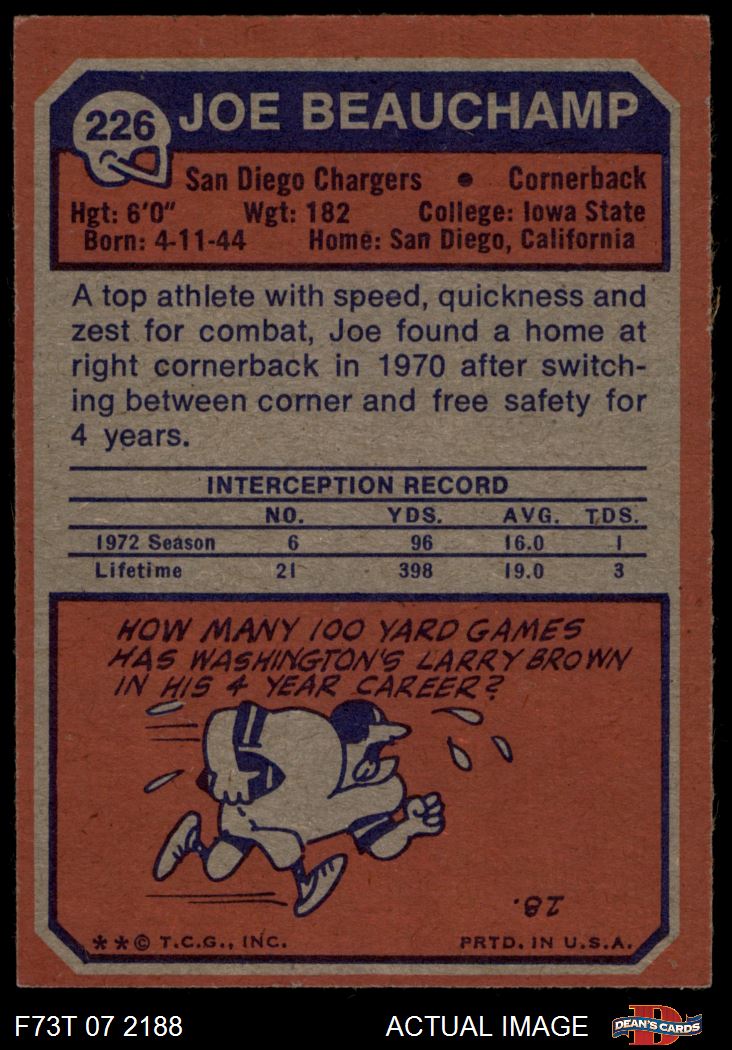 226 JOE BEAUCHAMP
San Diego Chargers • Cornerback
Hgt: 6'0" Wgt: 182 College: Iowa State
Born: 4-11-44 Home: San Diego, California
A top athlete with speed, quickness and
zest for combat, Joe found a home at
right cornerback in 1970 after switch-
ing between corner and free safety for
4 years.
INTERCEPTION RECORD
NO. YDS. AVG. TDS.
1972 Season 6 96 16.0 1
Lifetime 21 398 19.0 3
HOW MANY 100 YARD GAMES
HAS WASHINGTON'S LARRY BROWN
IN HIS 4 YEAR CAREER?
18.
**© T.C.G., INC. PRTD. IN U.S.A.
F73T 07 2188 ACTUAL IMAGE D DEAN'S CARDS